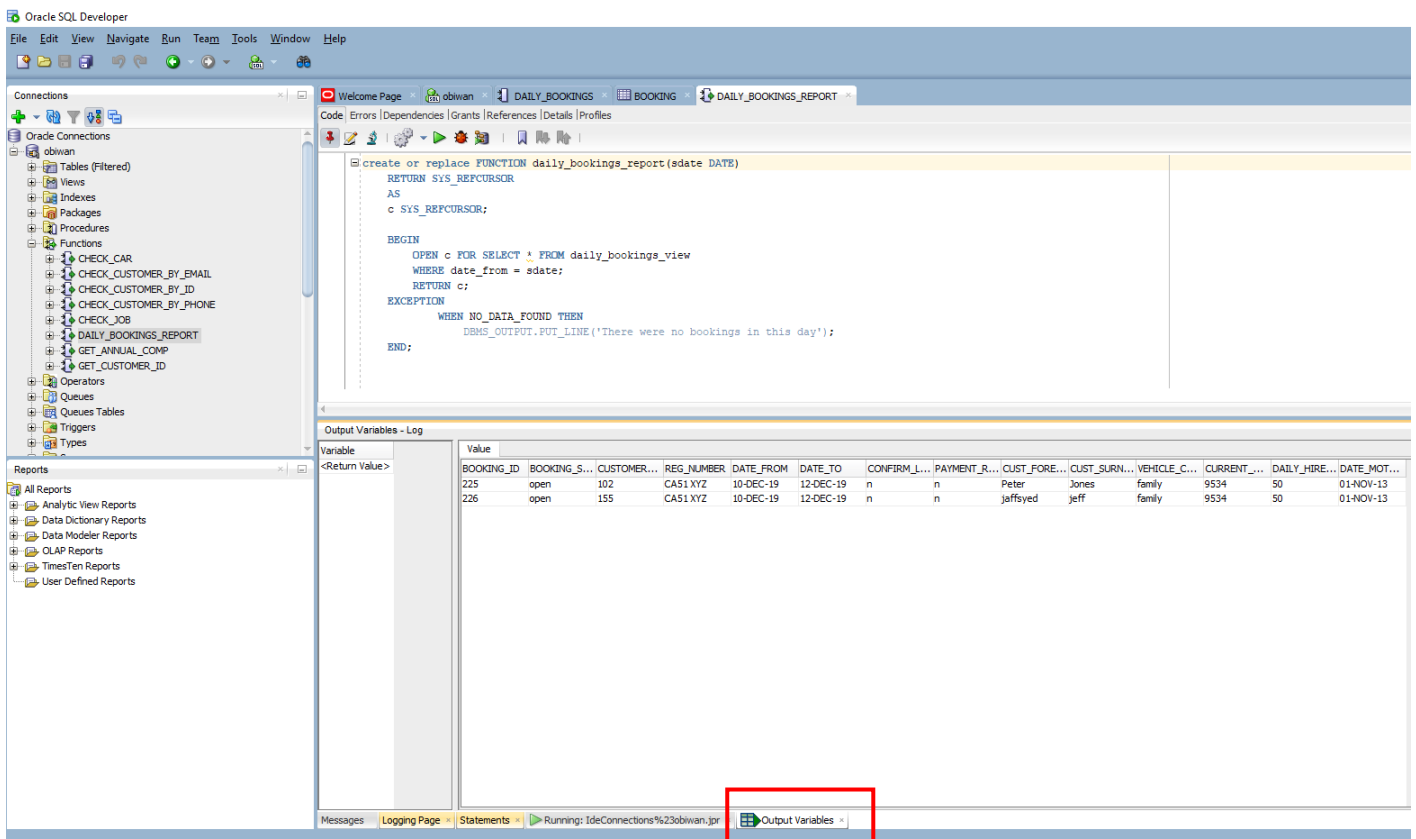 Oracle SQL Developer
File Edit View Navigate Run Team Tools Window Help
Connections
Oracle Connections
obiwan
Tables (Filtered)
Views
Indexes
Packages
Procedures
Functions
CHECK_CAR
CHECK_CUSTOMER_BY_EMAIL
CHECK_CUSTOMER_BY_ID
CHECK_CUSTOMER_BY_PHONE
CHECK_JOB
DAILY_BOOKINGS_REPORT
GET_ANNUAL_COMP
GET_CUSTOMER_ID
Operators
Queues
Queues Tables
Triggers
Types
Reports
All Reports
Analytic View Reports
Data Dictionary Reports
Data Modeler Reports
OLAP Reports
TimesTen Reports
User Defined Reports
Welcome Page obiwan DAILY_BOOKINGS BOOKING DAILY_BOOKINGS_REPORT
Code Errors |Dependencies |Grants |References |Details |Profiles
create or replace FUNCTION daily_bookings_report(sdate DATE)
RETURN SYS_REFCURSOR
AS
c SYS_REFCURSOR;
BEGIN
OPEN c FOR SELECT * FROM daily_bookings_view
WHERE date_from = sdate;
RETURN c;
EXCEPTION
WHEN NO_DATA_FOUND THEN
DBMS_OUTPUT.PUT_LINE('There were no bookings in this day');
END;
Output Variables - Log
Variable
<Return Value>
Value
BOOKING_ID BOOKING_S... CUSTOMER... REG_NUMBER DATE_FROM DATE_TO CONFIRM_L... PAYMENT_R... CUST_FORE... CUST_SURN... VEHICLE_C... CURRENT_... DAILY_HIRE... DATE_MOT...
225 open 102 CA51 XYZ 10-DEC-19 12-DEC-19 n n Peter Jones family 9534 50 01-NOV-13
226 open 155 CA51 XYZ 10-DEC-19 12-DEC-19 n n jaffsyed jeff family 9534 50 01-NOV-13
Messages Logging Page Statements Running: IdeConnections%23obiwan.jpr Output Variables